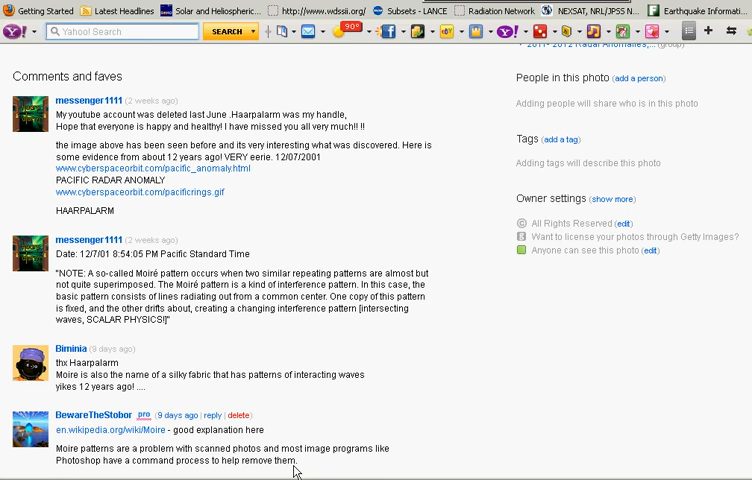 Getting Started Latest Headlines Solar and Heliospheric... http://www.wdssii.org/ Subsets - LANCE Radiation Network NEXSAT, NRL/JPSS N... Earthquake Informatio
Y! Yahoo! Search SEARCH 90°
2011- 2012 Radar Anomalies,... (group)
Comments and faves
messenger1111 (2 weeks ago)
My youtube account was deleted last June .Haarpalarm was my handle,
Hope that everyone is happy and healthy! I have missed you all very much!! !!
the image above has been seen before and its very interesting what was discovered. Here is
some evidence from about 12 years ago! VERY eerie. 12/07/2001
www.cyberspaceorbit.com/pacific_anomaly.html
PACIFIC RADAR ANOMALY
www.cyberspaceorbit.com/pacificrings.gif
HAARPALARM
messenger1111 (2 weeks ago)
Date: 12/7/01 8:54:05 PM Pacific Standard Time
"NOTE: A so-called Moiré pattern occurs when two similar repeating patterns are almost but
not quite superimposed. The Moiré pattern is a kind of interference pattern. In this case, the
basic pattern consists of lines radiating out from a common center. One copy of this pattern
is fixed, and the other drifts about, creating a changing interference pattern [intersecting
waves, SCALAR PHYSICS!]"
Biminia (9 days ago)
thx Haarpalarm
Moire is also the name of a silky fabric that has patterns of interacting waves
yikes 12 years ago! ....
BewareTheStobor pro (9 days ago | reply | delete)
en.wikipedia.org/wiki/Moire - good explanation here
Moire patterns are a problem with scanned photos and most image programs like
Photoshop have a command process to help remove them.
People in this photo (add a person)
Adding people will share who is in this photo
Tags (add a tag)
Adding tags will describe this photo
Owner settings (show more)
© All Rights Reserved (edit)
Want to license your photos through Getty Images?
Anyone can see this photo (edit)